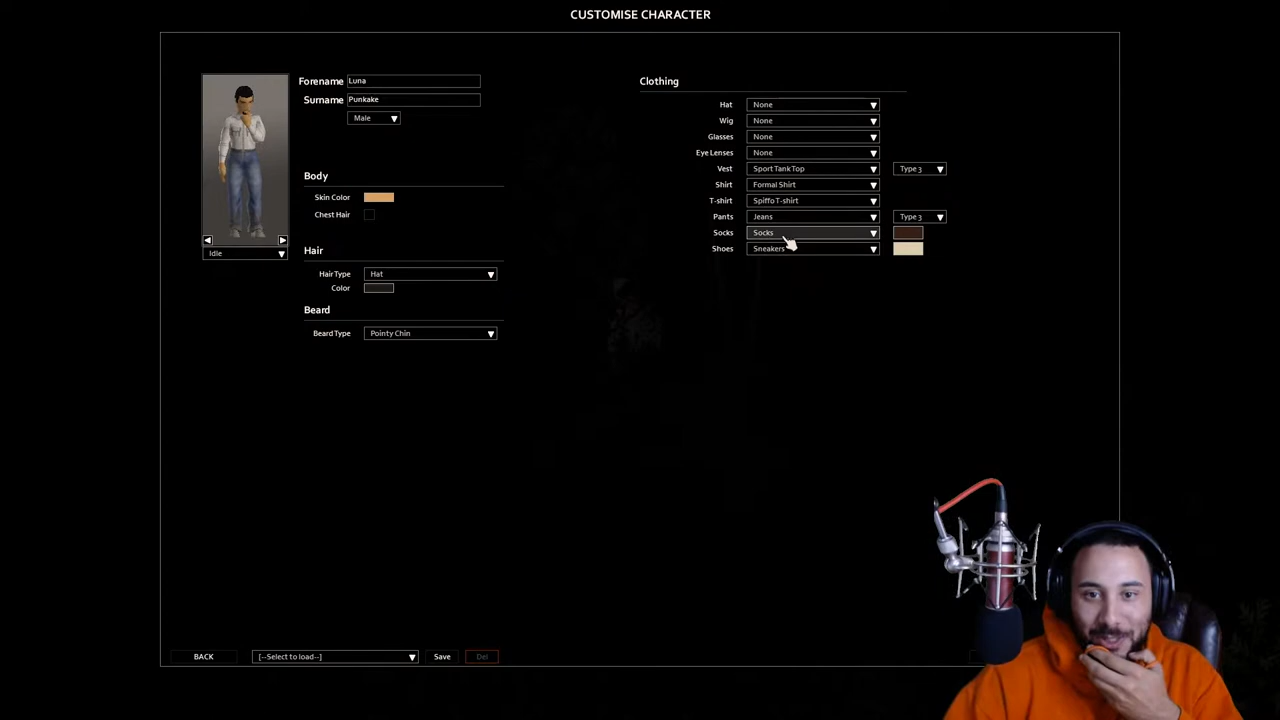 CUSTOMISE CHARACTER
Forename Luna
Surname Punkake
Male
Idle
Body
Skin Color
Chest Hair
Hair
Hair Type Hat
Color
Beard
Beard Type Pointy Chin
Clothing
Hat None
Wig None
Glasses None
Eye Lenses None
Vest Sport Tank Top Type 3
Shirt Formal Shirt
T-shirt Spiffo T-shirt
Pants Jeans Type 3
Socks Socks
Shoes Sneakers
BACK [--Select to load--] Save Del